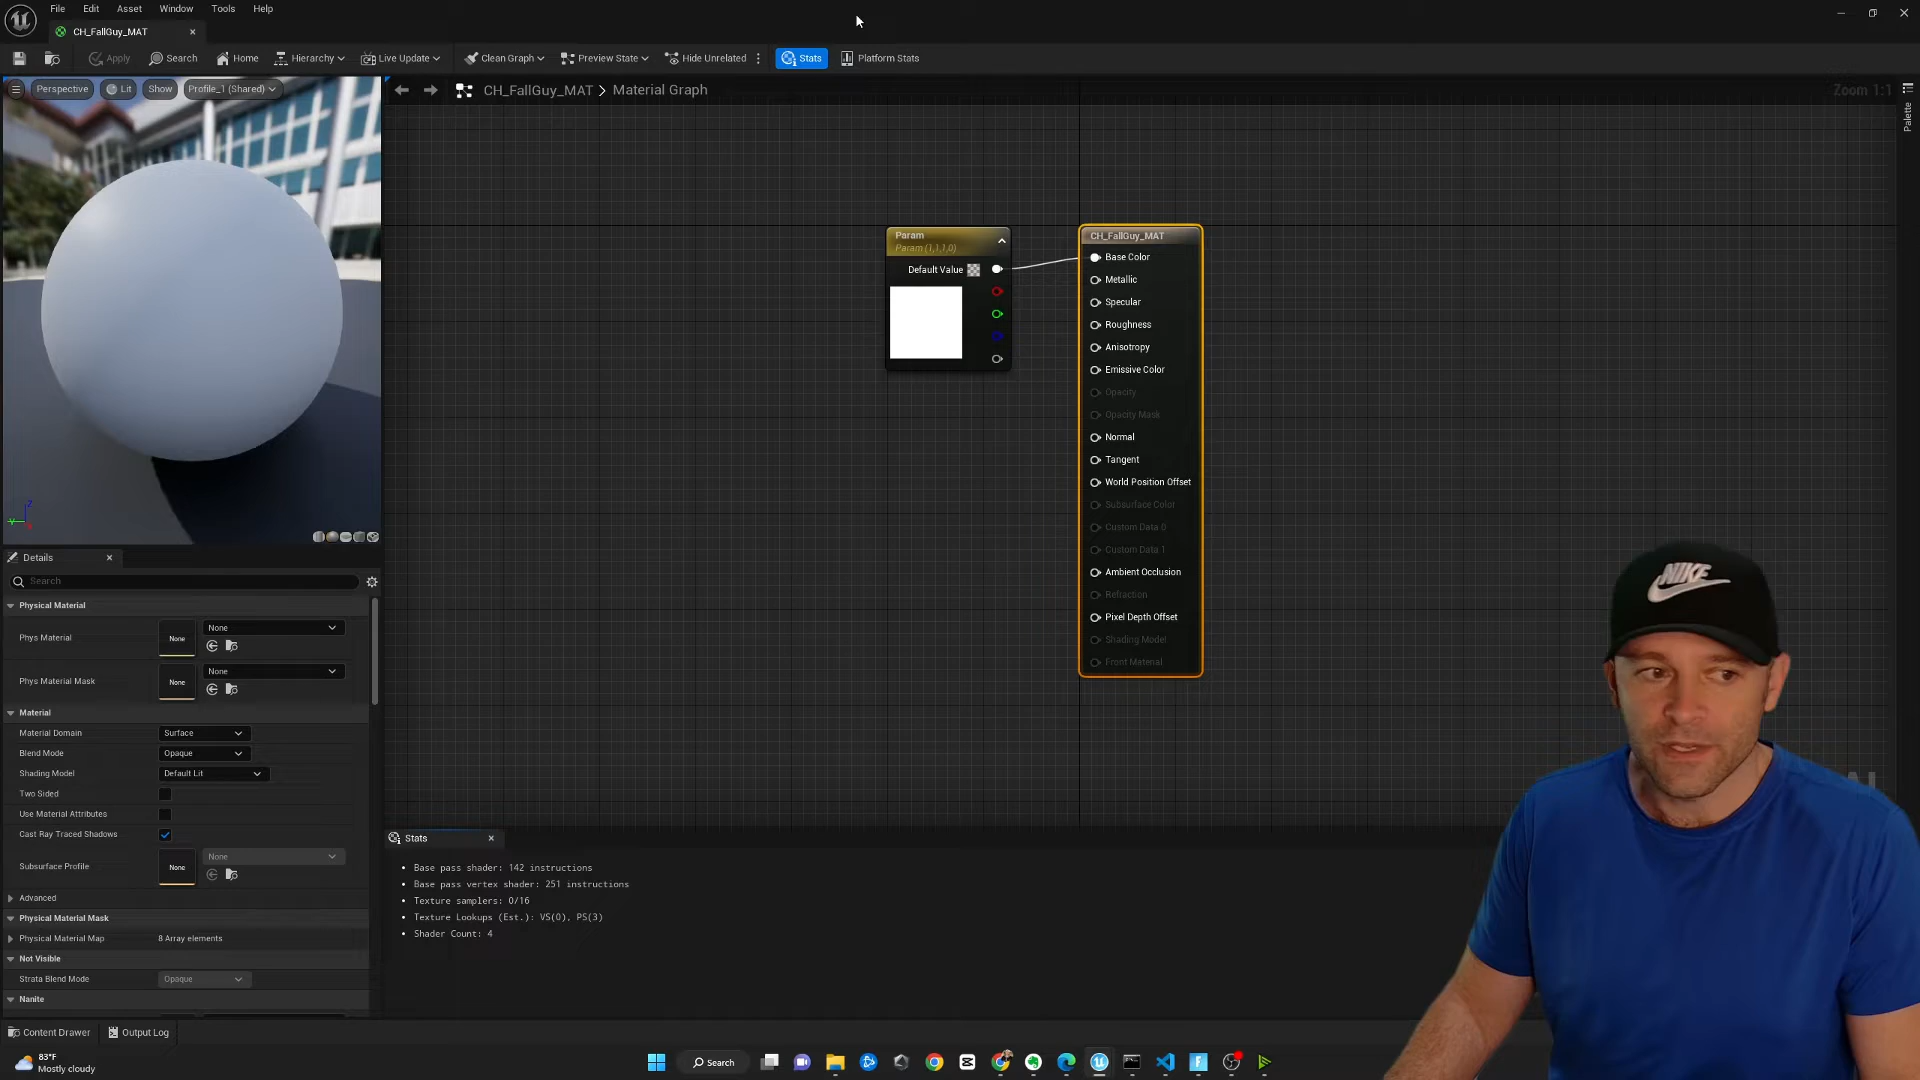 File Edit Asset Window Tools Help
CH_FallGuy_MAT
Apply Search Home Hierarchy Live Update Clean Graph Preview State Hide Unrelated Stats Platform Stats
Perspective Lit Show Profile_1 (Shared)
CH_FallGuy_MAT > Material Graph
Zoom 1:1
Palette
Param
Param (1,1,1,0)
Default Value
CH_FallGuy_MAT
Base Color
Metallic
Specular
Roughness
Anisotropy
Emissive Color
Opacity
Opacity Mask
Normal
Tangent
World Position Offset
Subsurface Color
Custom Data 0
Custom Data 1
Ambient Occlusion
Refraction
Pixel Depth Offset
Shading Model
Front Material
Details
Search
Physical Material
Phys Material None None
Phys Material Mask None None
Material
Material Domain Surface
Blend Mode Opaque
Shading Model Default Lit
Two Sided
Use Material Attributes
Cast Ray Traced Shadows
Subsurface Profile None None
Advanced
Physical Material Mask
Physical Material Map 8 Array elements
Not Visible
Strata Blend Mode Opaque
Nanite
Stats
Base pass shader: 142 instructions
Base pass vertex shader: 251 instructions
Texture samplers: 0/16
Texture Lookups (Est.): VS(0), PS(3)
Shader Count: 4
NIKE
Content Drawer Output Log
83°F
Mostly cloudy
Search